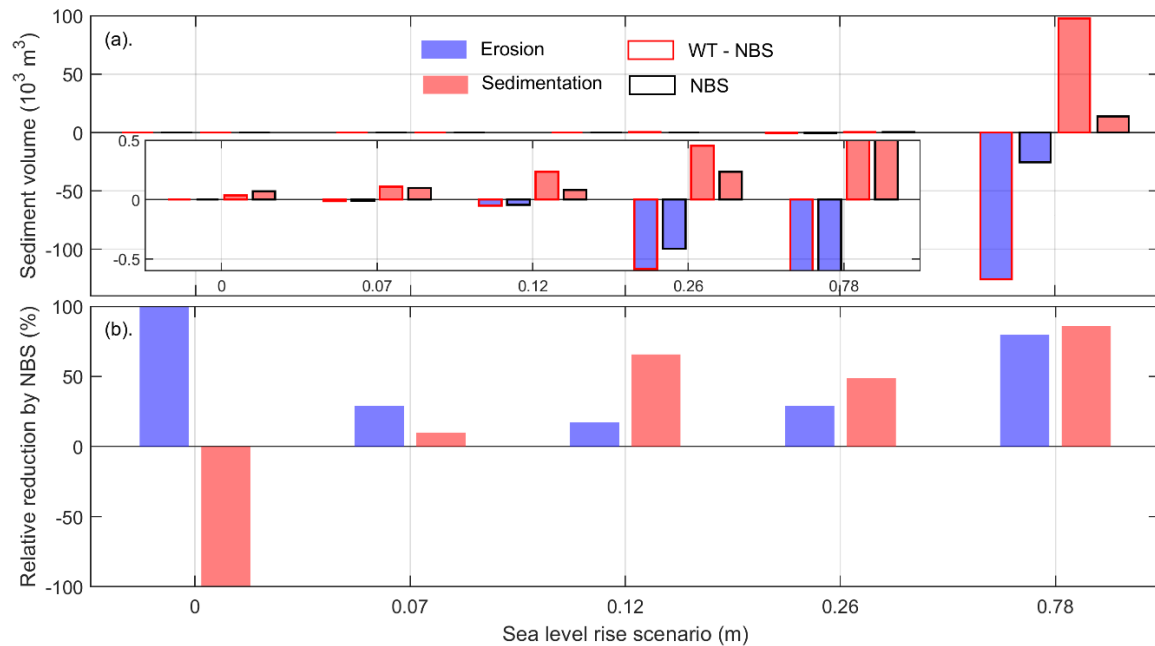 (a).
Erosion
WT - NBS
Sedimentation
NBS
Sediment volume (10³ m³)
100
50
0
-50
-100
0.5
0
-0.5
0 0.07 0.12 0.26 0.78
(b).
Relative reduction by NBS (%)
100
50
0
-50
-100
0 0.07 0.12 0.26 0.78
Sea level rise scenario (m)